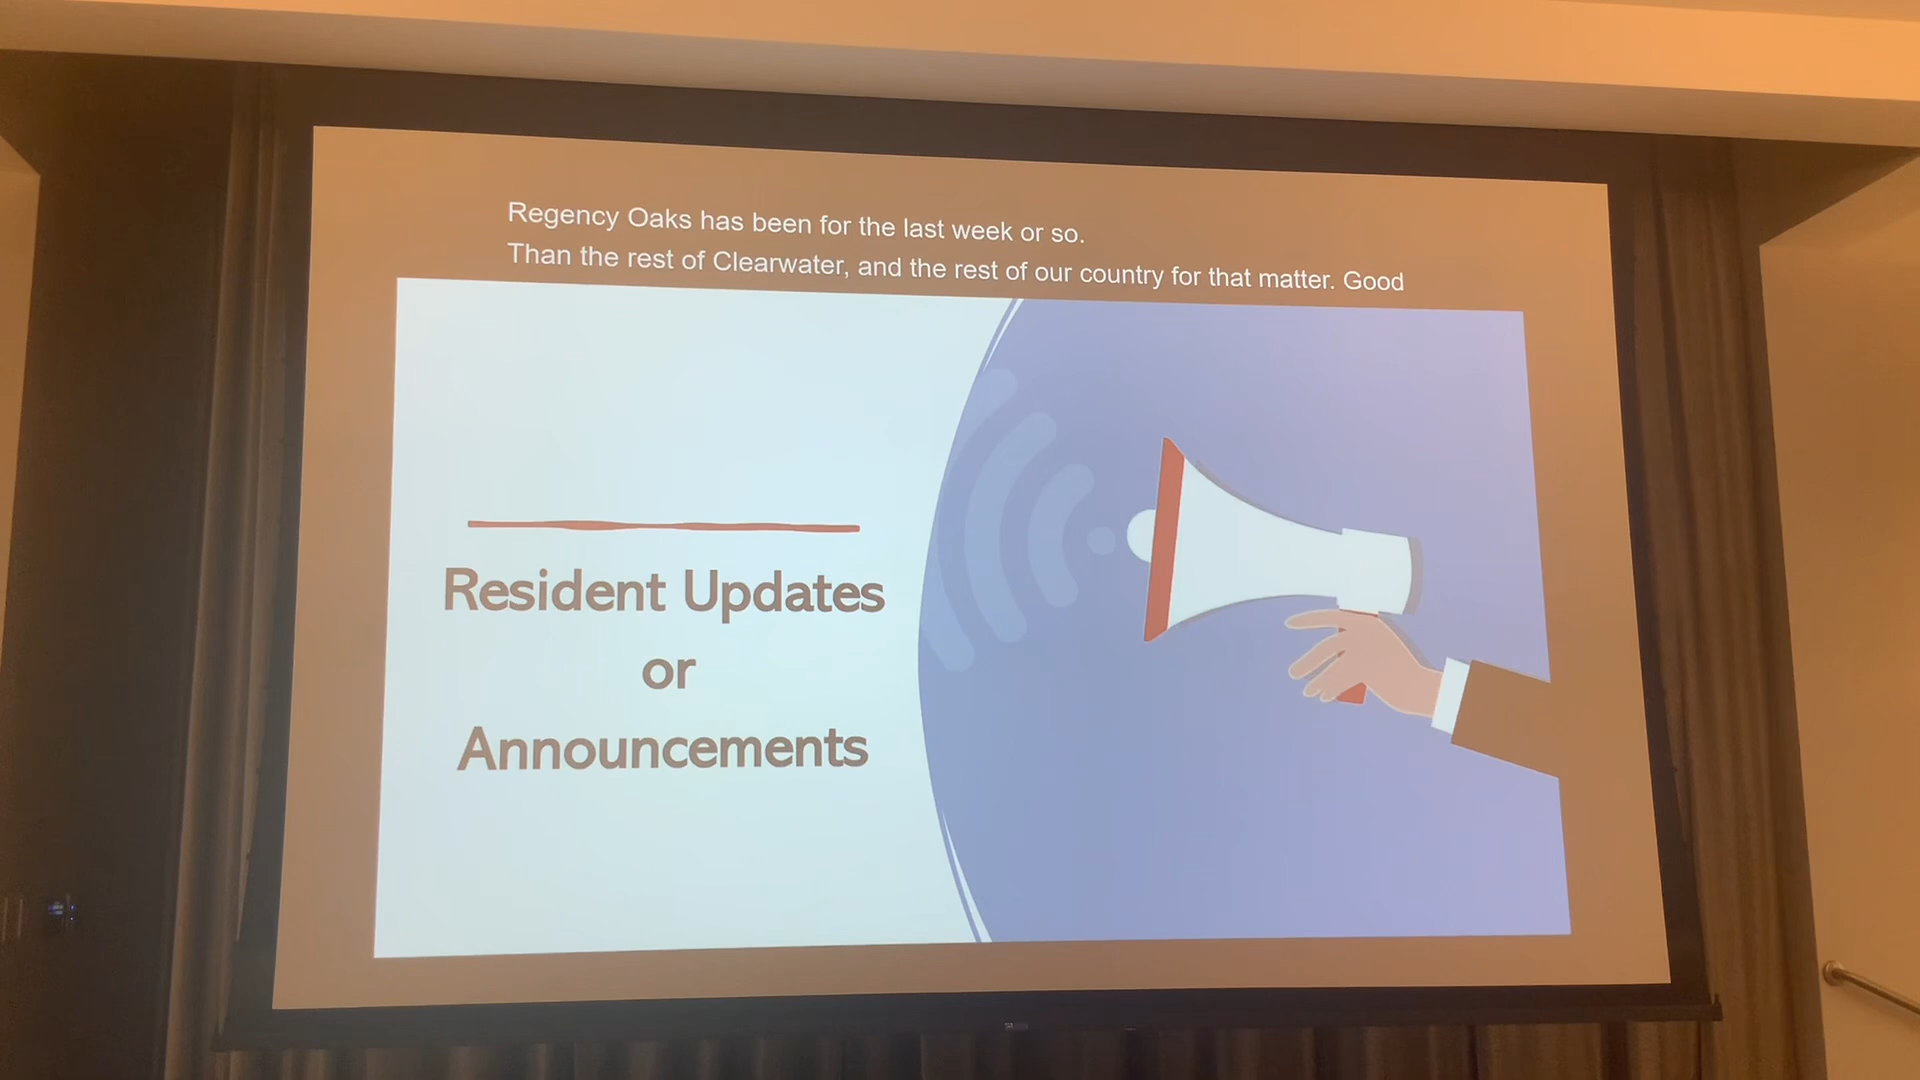 Regency Oaks has been for the last week or so.
Than the rest of Clearwater, and the rest of our country for that matter. Good
Resident Updates
or
Announcements